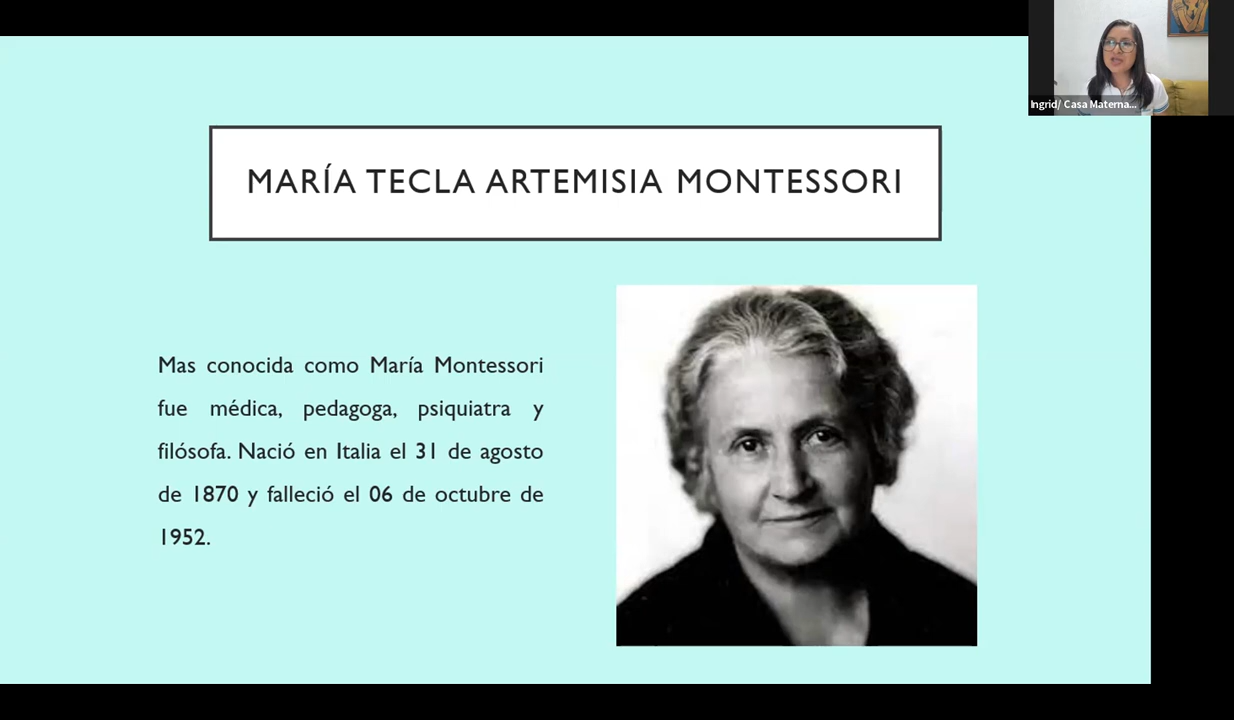 Ingrid/ Casa Materna...
MARÍA TECLA ARTEMISIA MONTESSORI
Mas conocida como María Montessori
fue médica, pedagoga, psiquiatra y
filósofa. Nació en Italia el 31 de agosto
de 1870 y falleció el 06 de octubre de
1952.